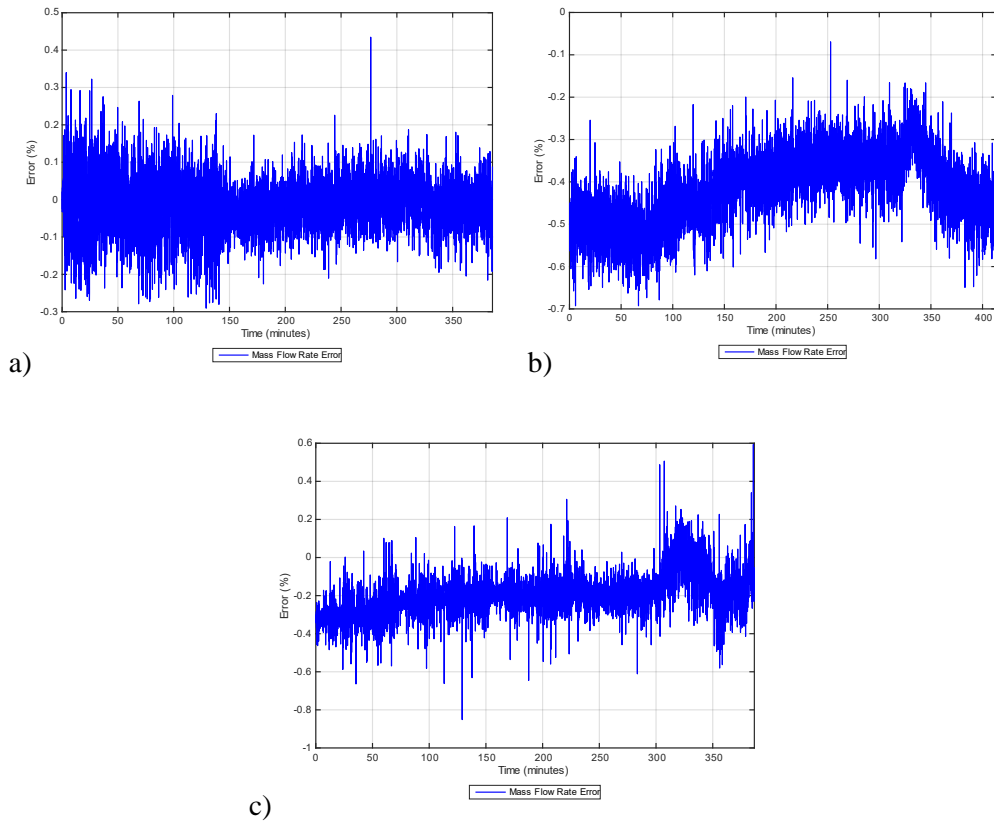 0.5
0.4
0.3
0.2
0.1
0
-0.1
-0.2
-0.3
Error (%)
0 50 100 150 200 250 300 350
Time (minutes)
Mass Flow Rate Error
a)
0
-0.1
-0.2
-0.3
-0.4
-0.5
-0.6
-0.7
Error (%)
0 50 100 150 200 250 300 350 400
Time (minutes)
Mass Flow Rate Error
b)
0.6
0.4
0.2
0
-0.2
-0.4
-0.6
-0.8
-1
Error (%)
0 50 100 150 200 250 300 350
Time (minutes)
Mass Flow Rate Error
c)